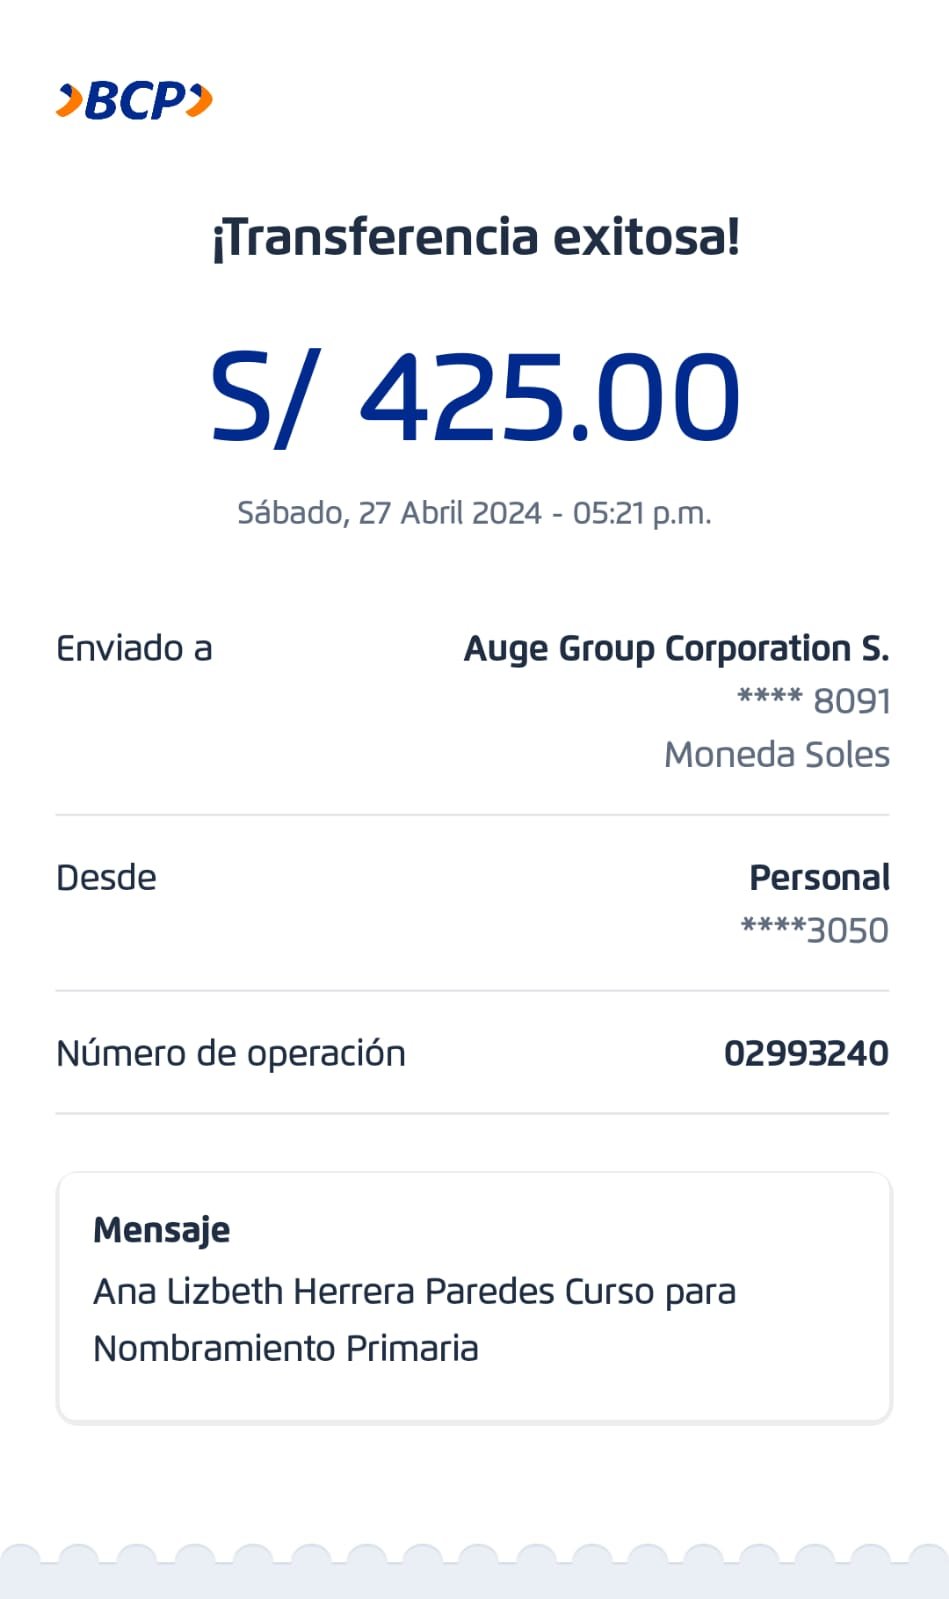 BCP
¡Transferencia exitosa!
S/ 425.00
Sábado, 27 Abril 2024 - 05:21 p.m.
Enviado a Auge Group Corporation S.
**** 8091
Moneda Soles
Desde Personal
****3050
Número de operación 02993240
Mensaje
Ana Lizbeth Herrera Paredes Curso para
Nombramiento Primaria